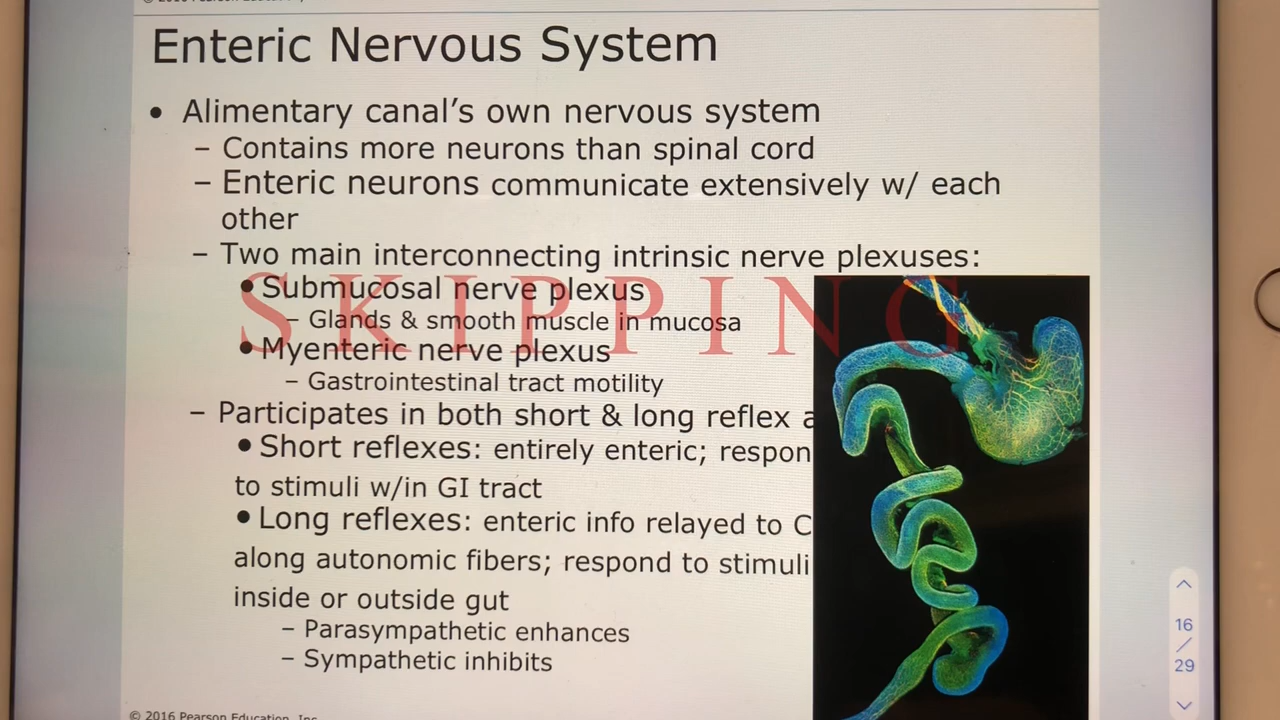 Enteric Nervous System
• Alimentary canal's own nervous system
– Contains more neurons than spinal cord
– Enteric neurons communicate extensively w/ each
other
– Two main interconnecting intrinsic nerve plexuses:
• Submucosal nerve plexus
– Glands & smooth muscle in mucosa
• Myenteric nerve plexus
– Gastrointestinal tract motility
– Participates in both short & long reflex
• Short reflexes: entirely enteric; respon
to stimuli w/in GI tract
• Long reflexes: enteric info relayed to C
along autonomic fibers; respond to stimuli
inside or outside gut
– Parasympathetic enhances
– Sympathetic inhibits
SKIPPING
16
/
29
© 2016 Pearson Education, Inc